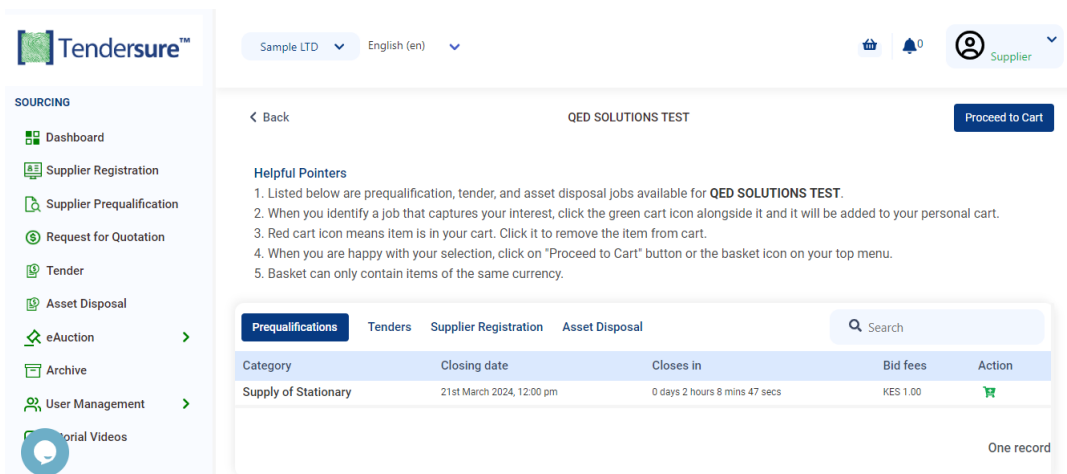 Tendersure™
Sample LTD
English (en)
0
Supplier
SOURCING
Dashboard
Supplier Registration
Supplier Prequalification
Request for Quotation
Tender
Asset Disposal
eAuction
Archive
User Management
orial Videos
Back
QED SOLUTIONS TEST
Proceed to Cart
Helpful Pointers
1. Listed below are prequalification, tender, and asset disposal jobs available for QED SOLUTIONS TEST.
2. When you identify a job that captures your interest, click the green cart icon alongside it and it will be added to your personal cart.
3. Red cart icon means item is in your cart. Click it to remove the item from cart.
4. When you are happy with your selection, click on "Proceed to Cart" button or the basket icon on your top menu.
5. Basket can only contain items of the same currency.
Prequalifications Tenders Supplier Registration Asset Disposal Search
Category Closing date Closes in Bid fees Action
Supply of Stationary 21st March 2024, 12:00 pm 0 days 2 hours 8 mins 47 secs KES 1.00
One record